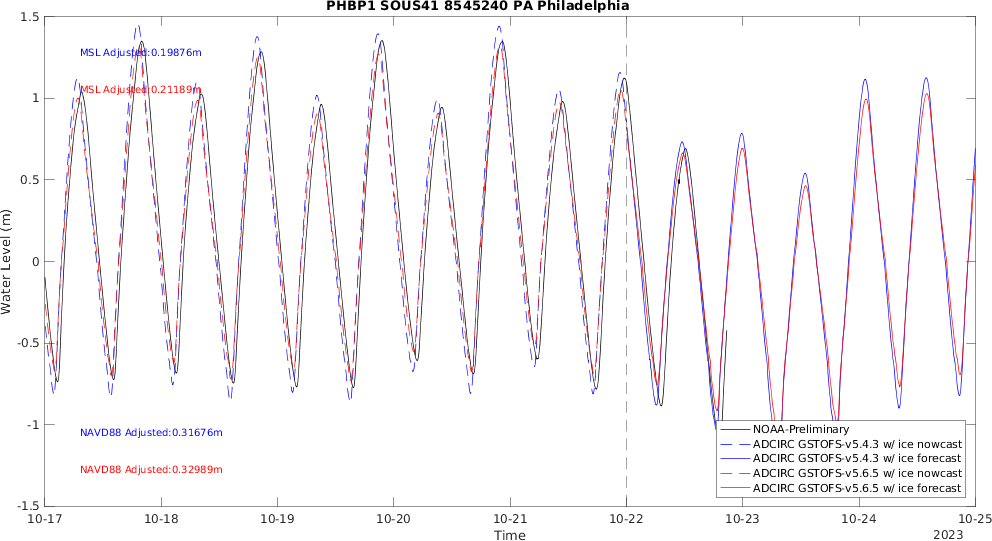 PHBP1 SOUS41 8545240 PA Philadelphia
1.5
1
0.5
0
-0.5
-1
-1.5
Water Level (m)
MSL Adjusted:0.19876m
MSL Adjusted:0.21189m
NAVD88 Adjusted:0.31676m
NAVD88 Adjusted:0.32989m
NOAA-Preliminary
ADCIRC GSTOFS-v5.4.3 w/ ice nowcast
ADCIRC GSTOFS-v5.4.3 w/ ice forecast
ADCIRC GSTOFS-v5.6.5 w/ ice nowcast
ADCIRC GSTOFS-v5.6.5 w/ ice forecast
10-17 10-18 10-19 10-20 10-21 10-22 10-23 10-24 10-25
Time
2023